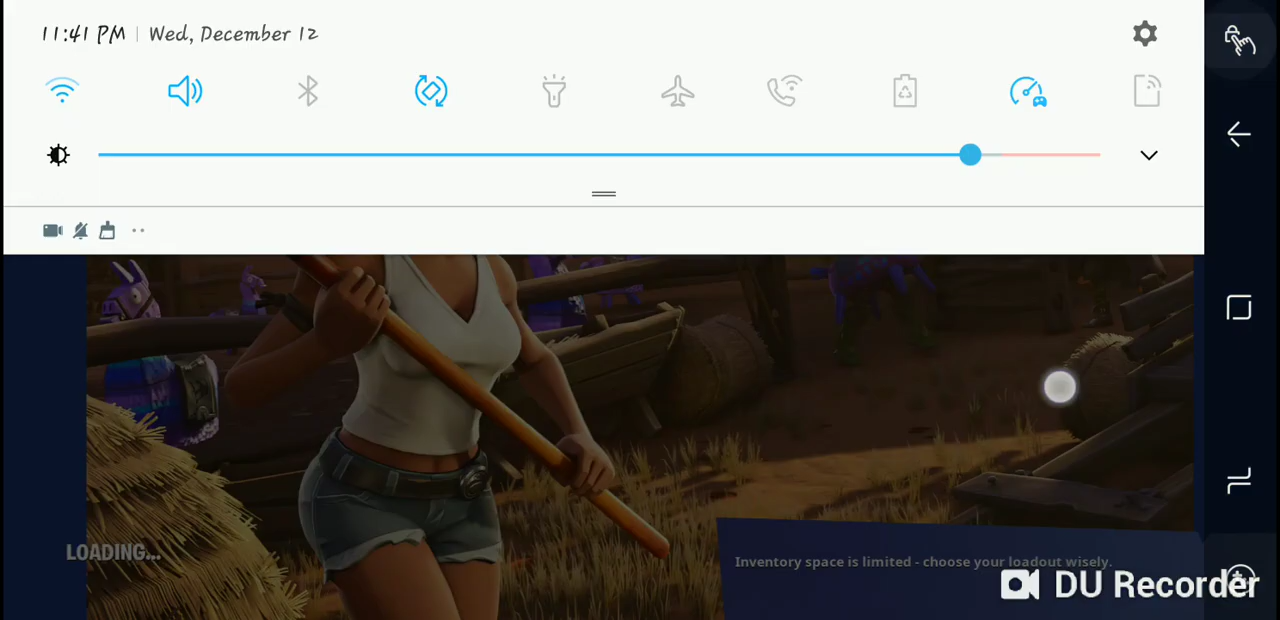 11:41 PM | Wed, December 12
LOADING...
Inventory space is limited - choose your loadout wisely.
DU Recorder